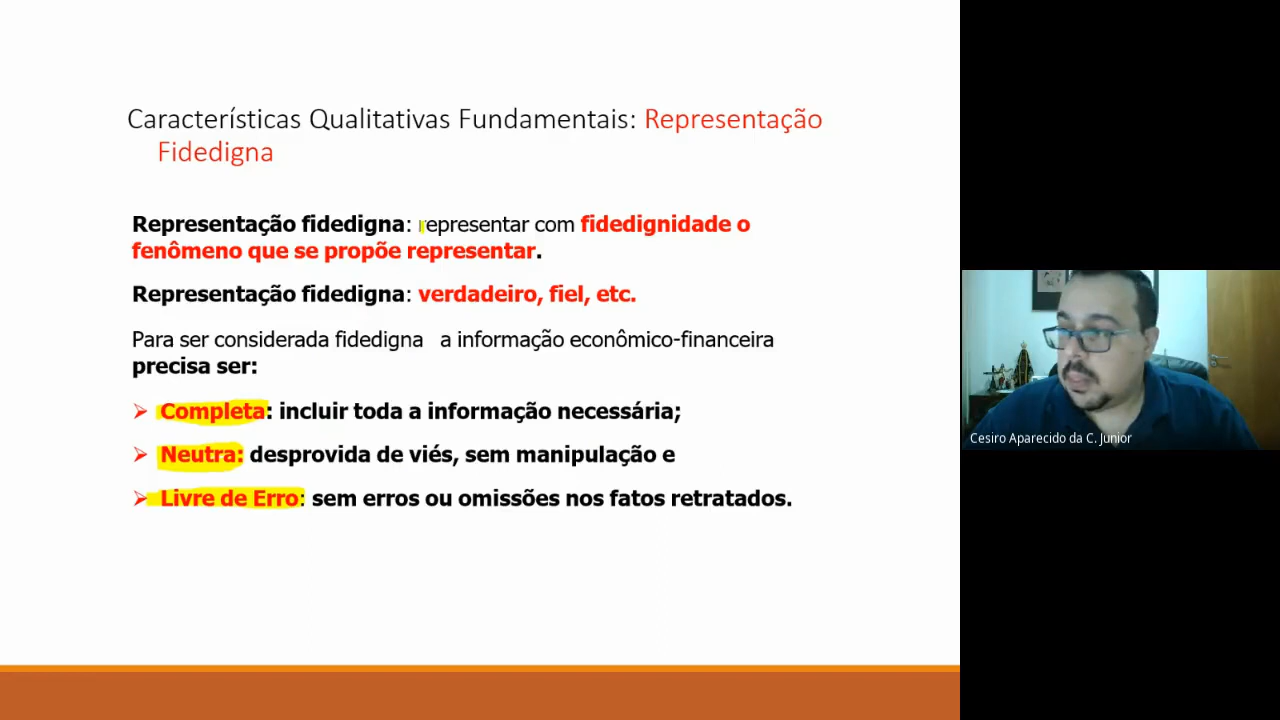 Características Qualitativas Fundamentais: Representação
Fidedigna
Representação fidedigna: representar com fidedignidade o
fenômeno que se propõe representar.
Representação fidedigna: verdadeiro, fiel, etc.
Para ser considerada fidedigna a informação econômico-financeira
precisa ser:
Completa: incluir toda a informação necessária;
Neutra: desprovida de viés, sem manipulação e
Livre de Erro: sem erros ou omissões nos fatos retratados.
Cesiro Aparecido da C. Junior